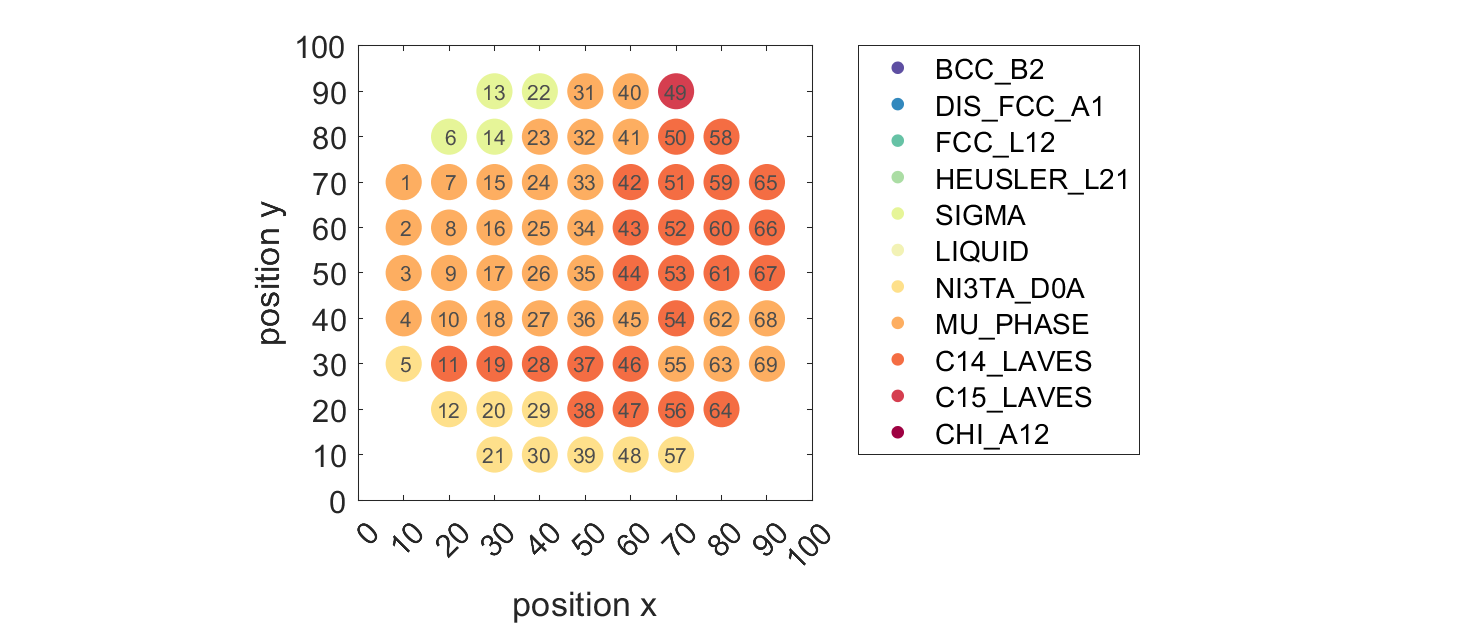 100
90 13 22 31 40 49
80 6 14 23 32 41 50 58
70 1 7 15 24 33 42 51 59 65
60 2 8 16 25 34 43 52 60 66
50 3 9 17 26 35 44 53 61 67
40 4 10 18 27 36 45 54 62 68
30 5 11 19 28 37 46 55 63 69
20 12 20 29 38 47 56 64
10 21 30 39 48 57
0
0 10 20 30 40 50 60 70 80 90 100
position x
position y
BCC_B2
DIS_FCC_A1
FCC_L12
HEUSLER_L21
SIGMA
LIQUID
NI3TA_D0A
MU_PHASE
C14_LAVES
C15_LAVES
CHI_A12